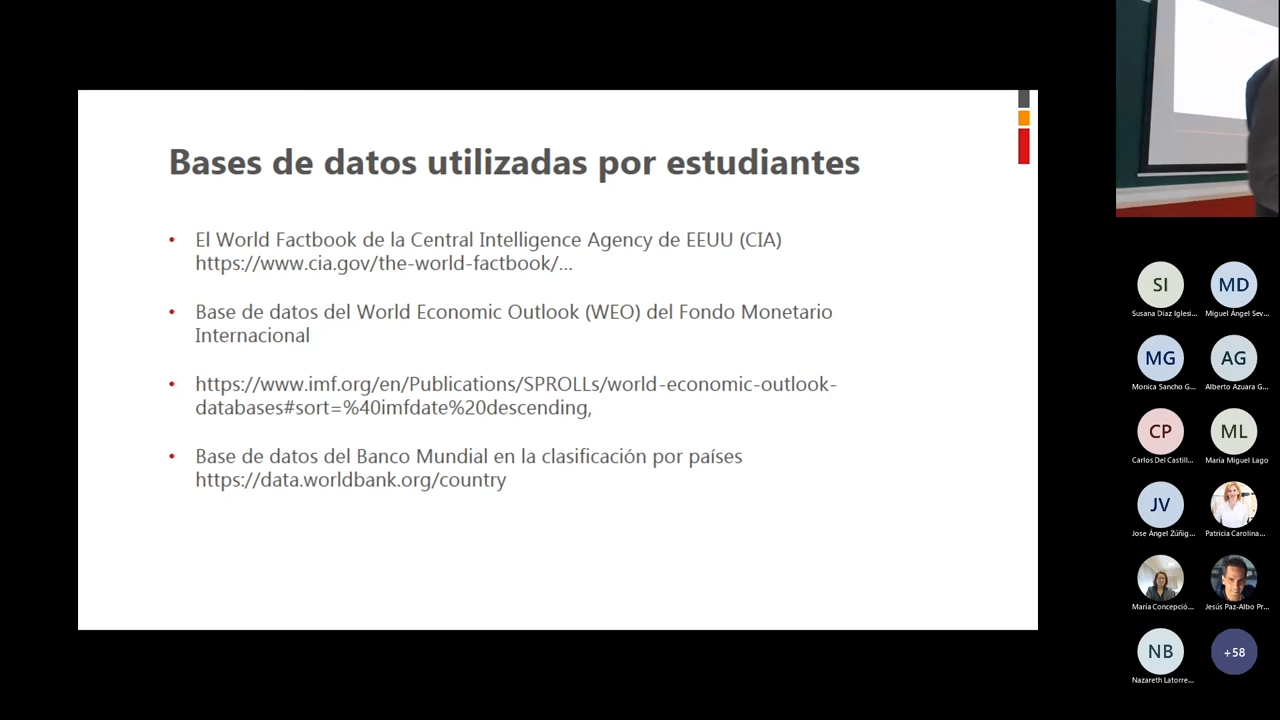 Bases de datos utilizadas por estudiantes
• El World Factbook de la Central Intelligence Agency de EEUU (CIA)
https://www.cia.gov/the-world-factbook/...
• Base de datos del World Economic Outlook (WEO) del Fondo Monetario
Internacional
• https://www.imf.org/en/Publications/SPROLLs/world-economic-outlook-
databases#sort=%40imfdate%20descending,
• Base de datos del Banco Mundial en la clasificación por países
https://data.worldbank.org/country
SI
MD
Susana Díaz Iglesi...
Miguel Ángel Sev...
MG
AG
Monica Sancho G...
Alberto Azuara G...
CP
ML
Carlos Del Castill...
María Miguel Lago
JV
Jose Ángel Zúñig...
Patricia Carolina...
María Concepció...
Jesús Paz-Albo Pr...
NB
+58
Nazareth Latorre...